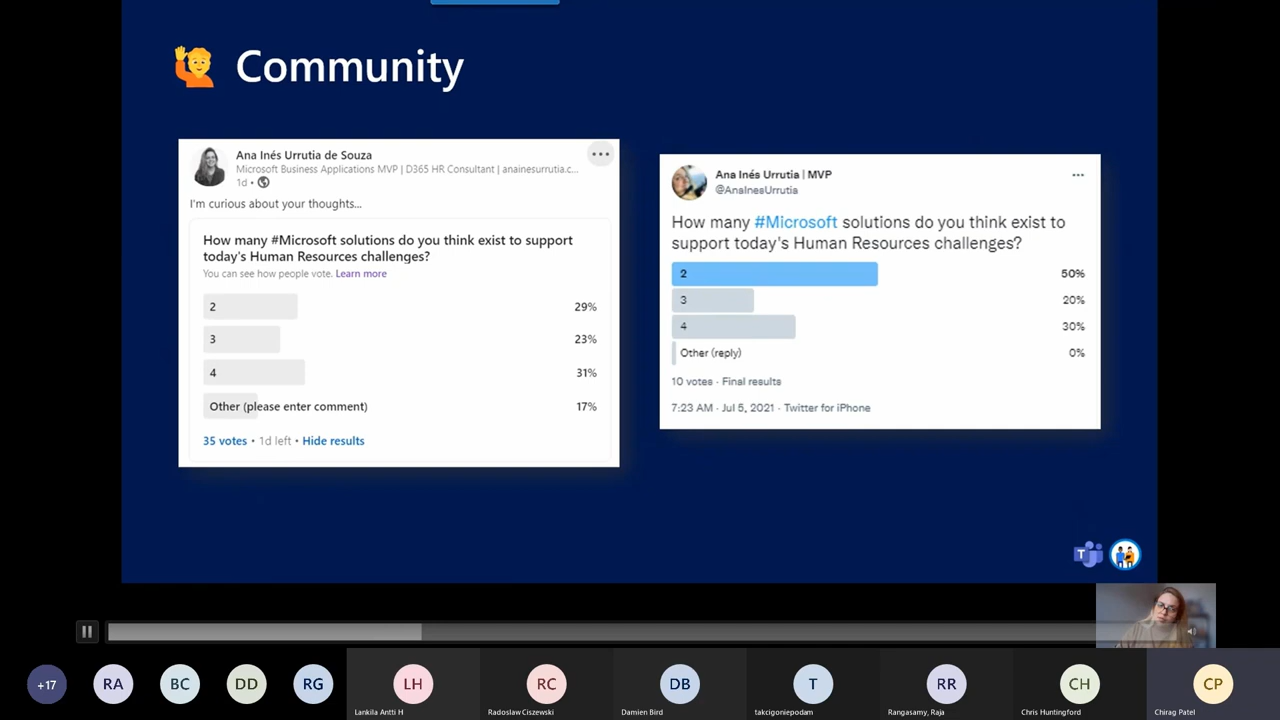 Community
Ana Inés Urrutia de Souza
Microsoft Business Applications MVP | D365 HR Consultant | anainesurrutia.c...
1d •
I'm curious about your thoughts...
How many #Microsoft solutions do you think exist to support
today's Human Resources challenges?
You can see how people vote. Learn more
2 29%
3 23%
4 31%
Other (please enter comment) 17%
35 votes • 1d left • Hide results
Ana Inés Urrutia | MVP
@AnaInesUrrutia
How many #Microsoft solutions do you think exist to
support today's Human Resources challenges?
2 50%
3 20%
4 30%
Other (reply) 0%
10 votes · Final results
7:23 AM · Jul 5, 2021 · Twitter for iPhone
T
+17
RA
BC
DD
RG
LH
RC
DB
T
RR
CH
CP
Lankila Antti H
Radoslaw Ciszewski
Damien Bird
takcigoniepodam
Rangasamy, Raja
Chris Huntingford
Chirag Patel